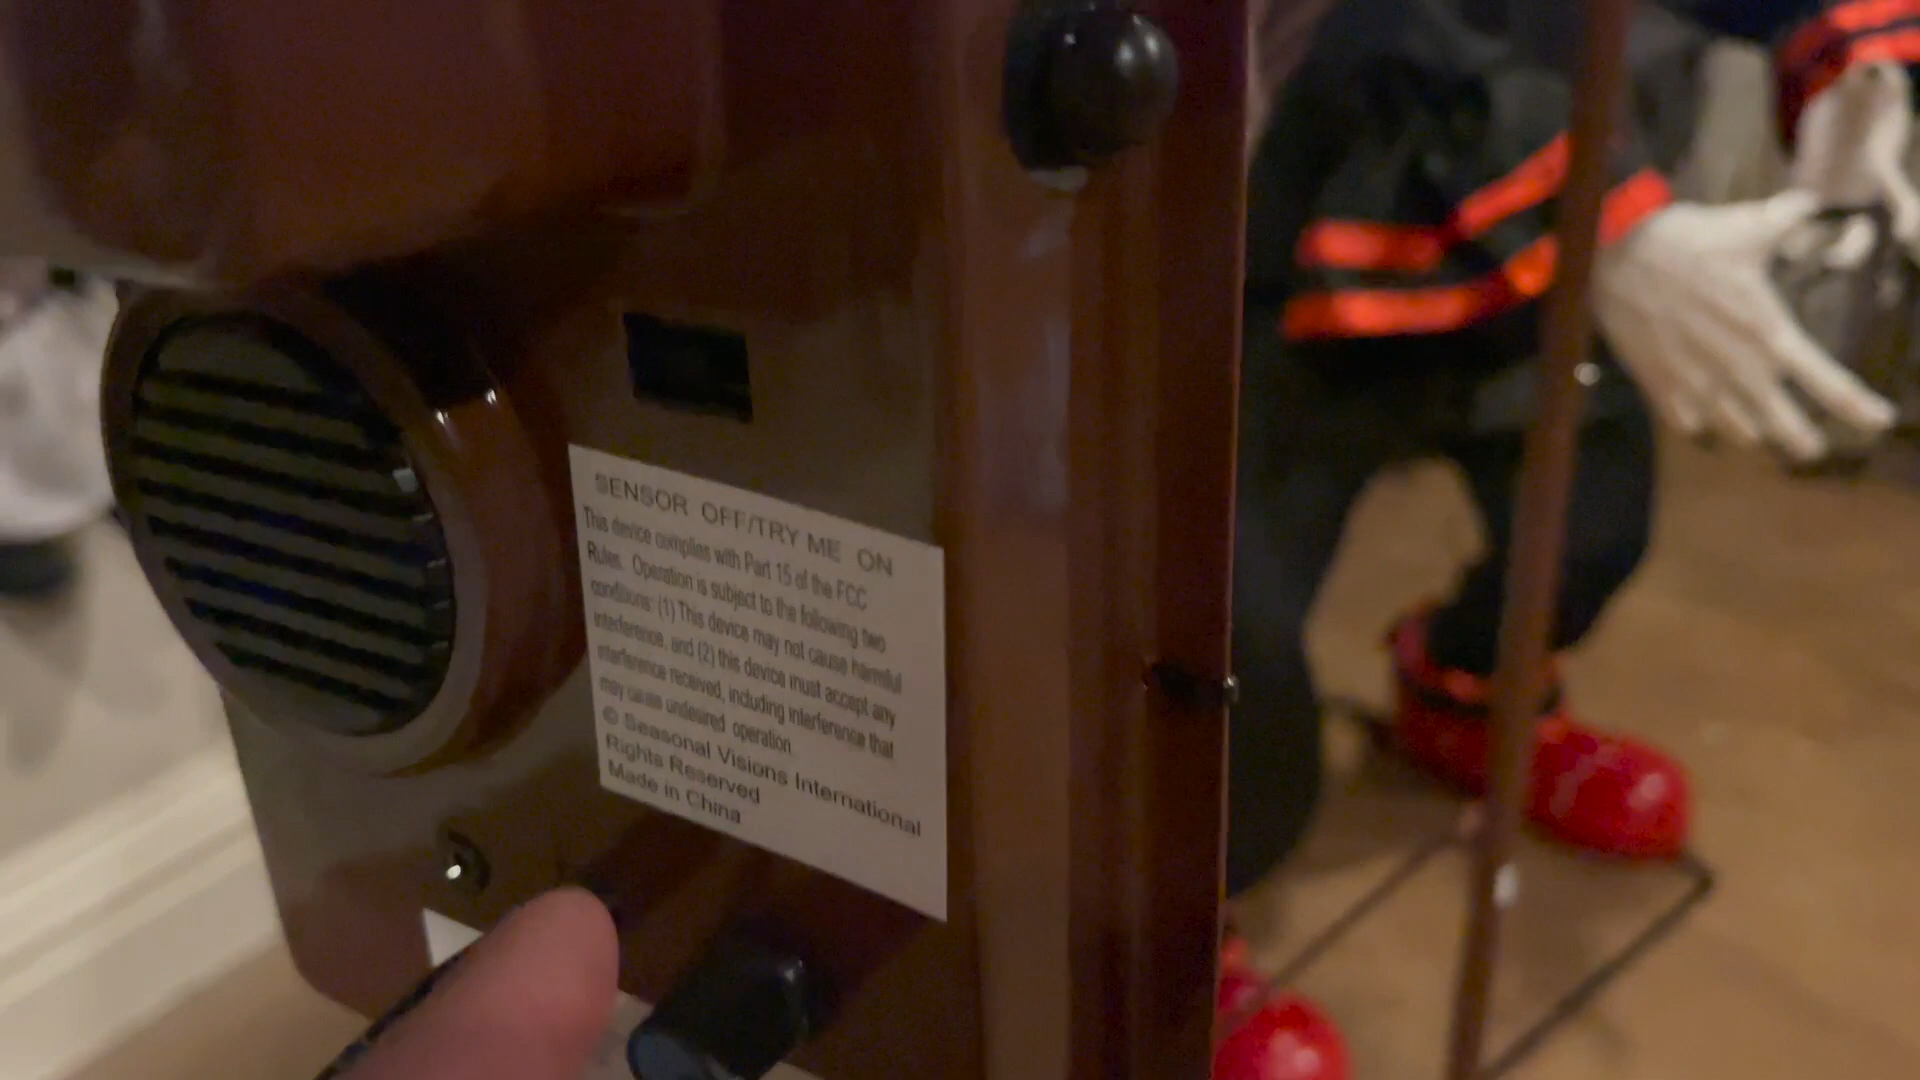 SENSOR OFF/TRY ME ON
This device complies with Part 15 of the FCC
Rules. Operation is subject to the following two
conditions: (1) This device may not cause harmful
interference, and (2) this device must accept any
interference received, including interference that
may cause undesired operation.
© Seasonal Visions International
Rights Reserved
Made in China